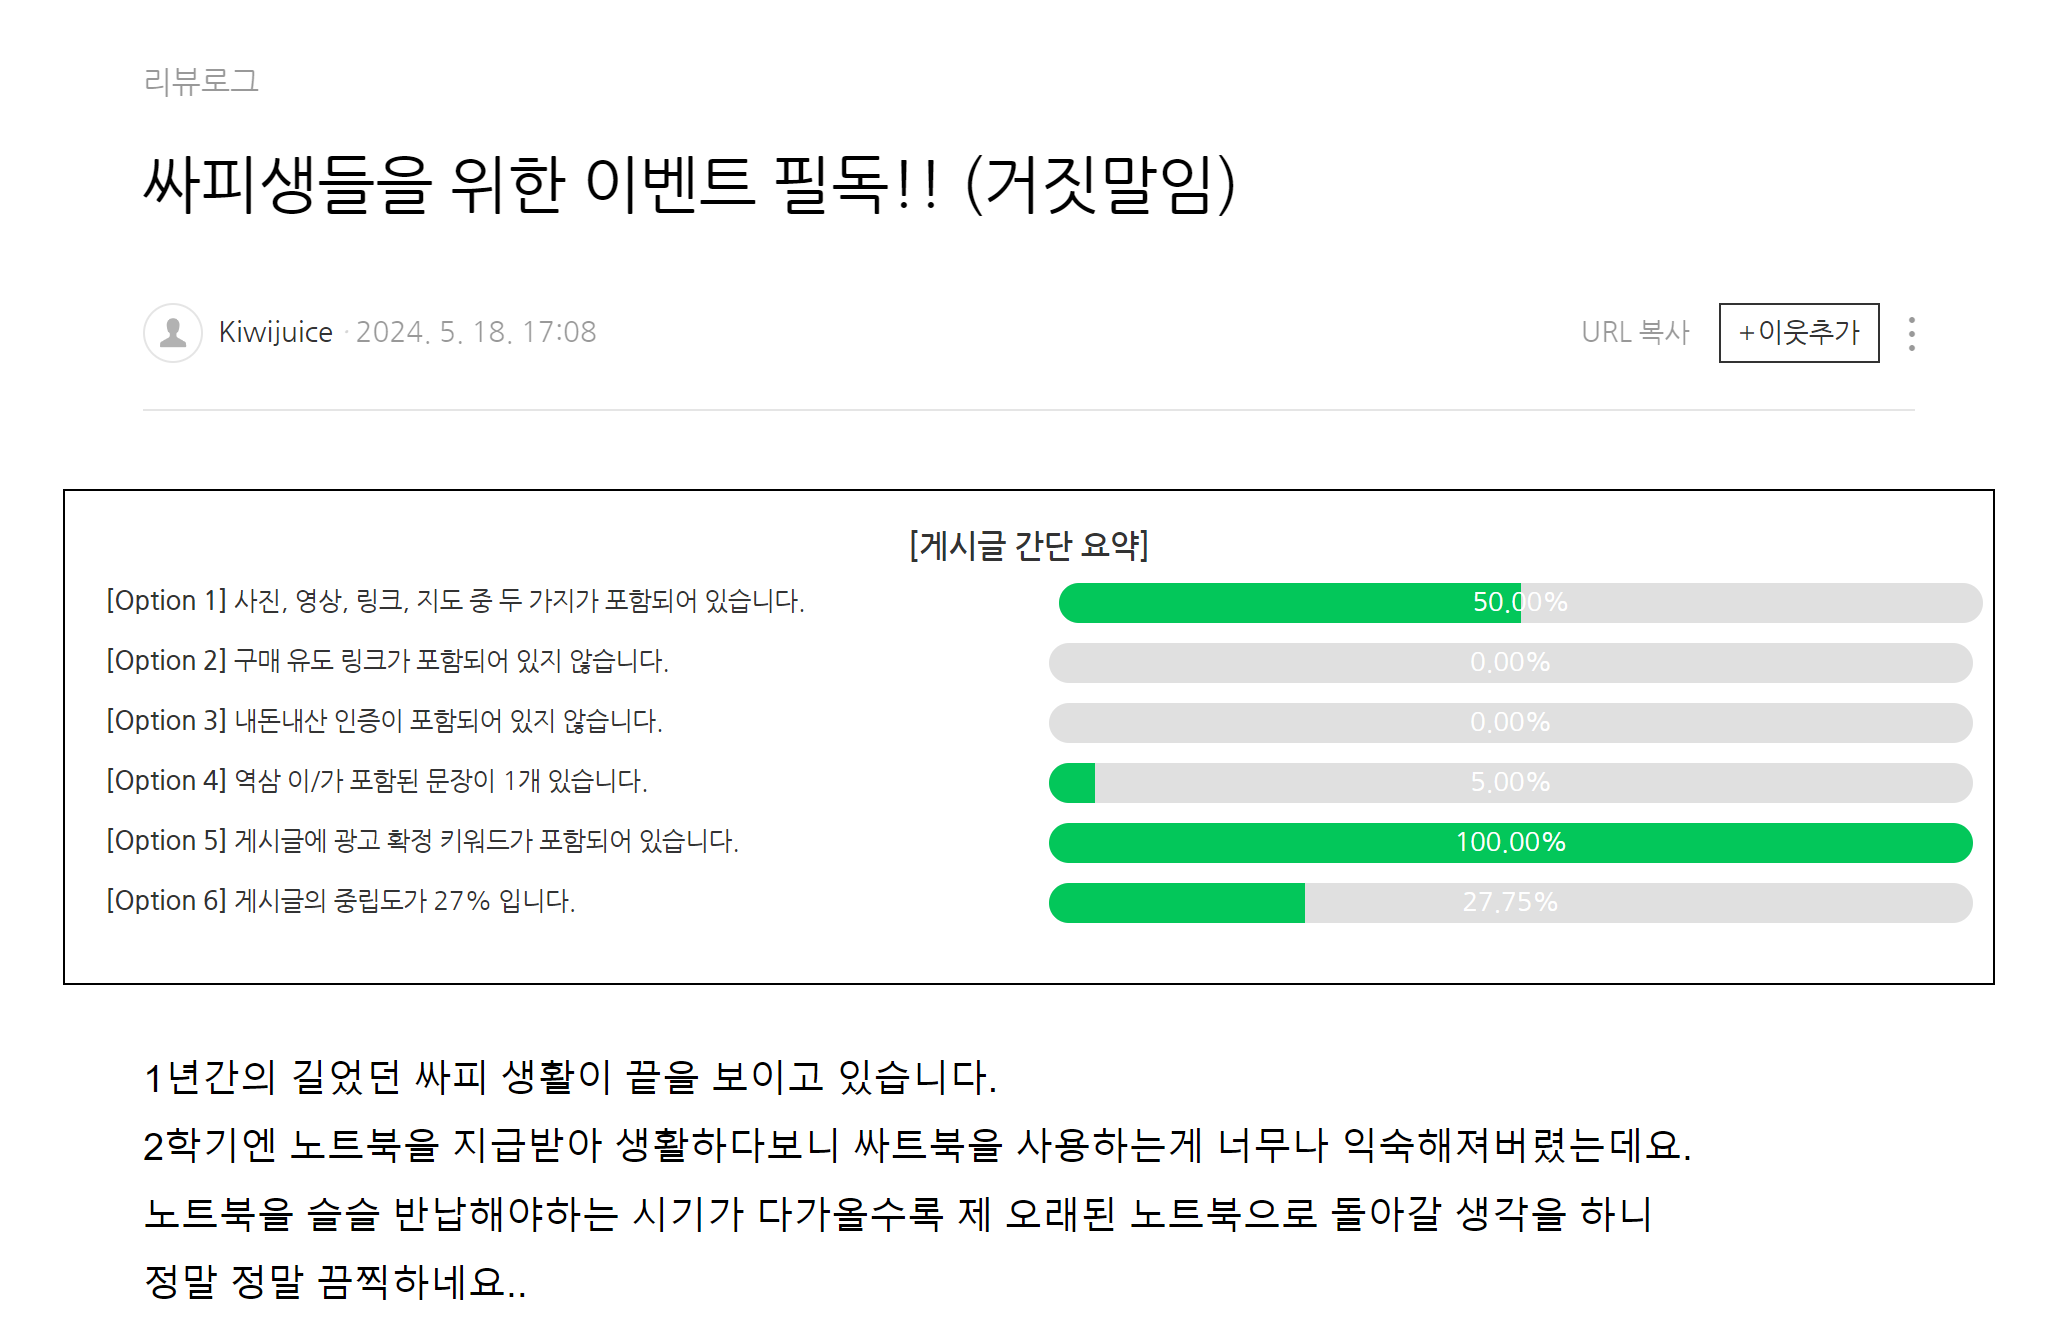 리뷰로그
싸피생들을 위한 이벤트 필독!! (거짓말임)
Kiwijuice · 2024. 5. 18. 17:08
URL 복사
+이웃추가
[게시글 간단 요약]
[Option 1] 사진, 영상, 링크, 지도 중 두 가지가 포함되어 있습니다. 50.00%
[Option 2] 구매 유도 링크가 포함되어 있지 않습니다. 0.00%
[Option 3] 내돈내산 인증이 포함되어 있지 않습니다. 0.00%
[Option 4] 역삼 이/가 포함된 문장이 1개 있습니다. 5.00%
[Option 5] 게시글에 광고 확정 키워드가 포함되어 있습니다. 100.00%
[Option 6] 게시글의 중립도가 27% 입니다. 27.75%
1년간의 길었던 싸피 생활이 끝을 보이고 있습니다.
2학기엔 노트북을 지급받아 생활하다보니 싸트북을 사용하는게 너무나 익숙해져버렸는데요.
노트북을 슬슬 반납해야하는 시기가 다가올수록 제 오래된 노트북으로 돌아갈 생각을 하니
정말 정말 끔찍하네요..